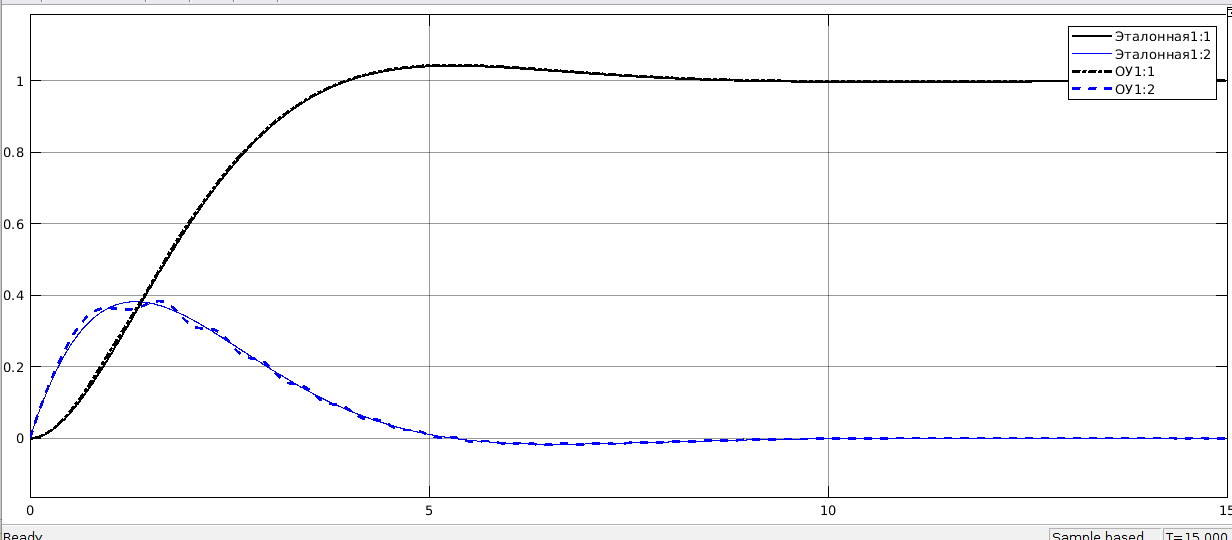 Эталонная1:1
Эталонная1:2
ОУ1:1
ОУ1:2
1
0.8
0.6
0.4
0.2
0
0
5
10
15
Ready
Sample based
T=15.000